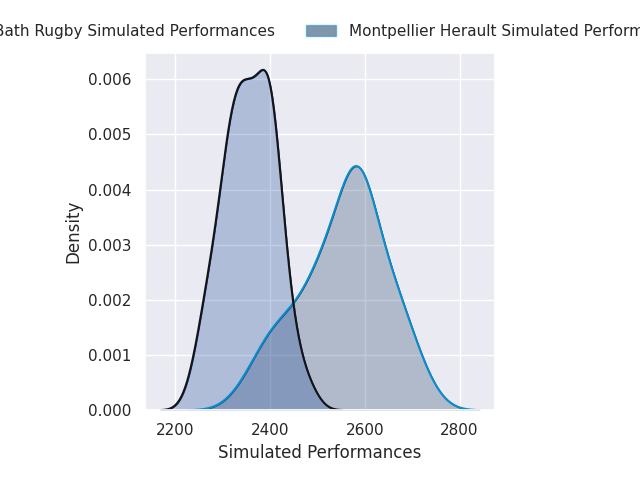 Bath Rugby Simulated Performances
Montpellier Herault Simulated Perform
0.006
0.005
0.004
0.003
0.002
0.001
0.000
Density
2200
2400
2600
2800
Simulated Performances